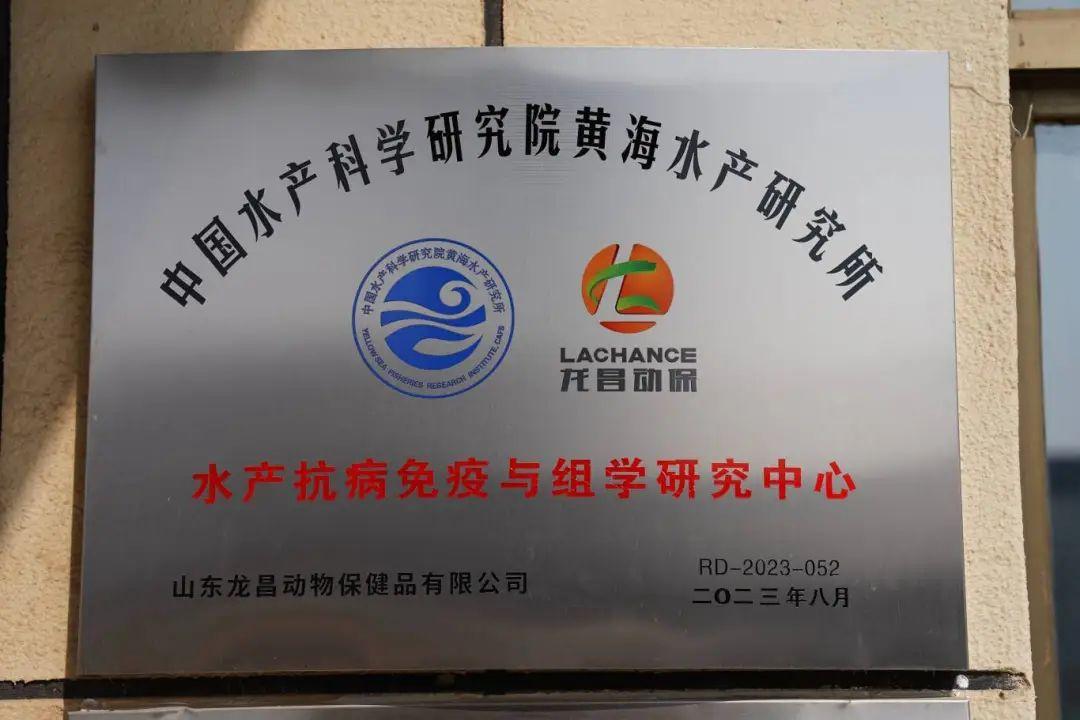 中国水产科学研究院黄海水产研究所
中国水产科学研究院黄海水产研究所
YELLOW SEA FISHERIES RESEARCH INSTITUTE, CAFS
LACHANCE
龙昌动保
水产抗病免疫与组学研究中心
山东龙昌动物保健品有限公司
RD-2023-052
二O二三年八月